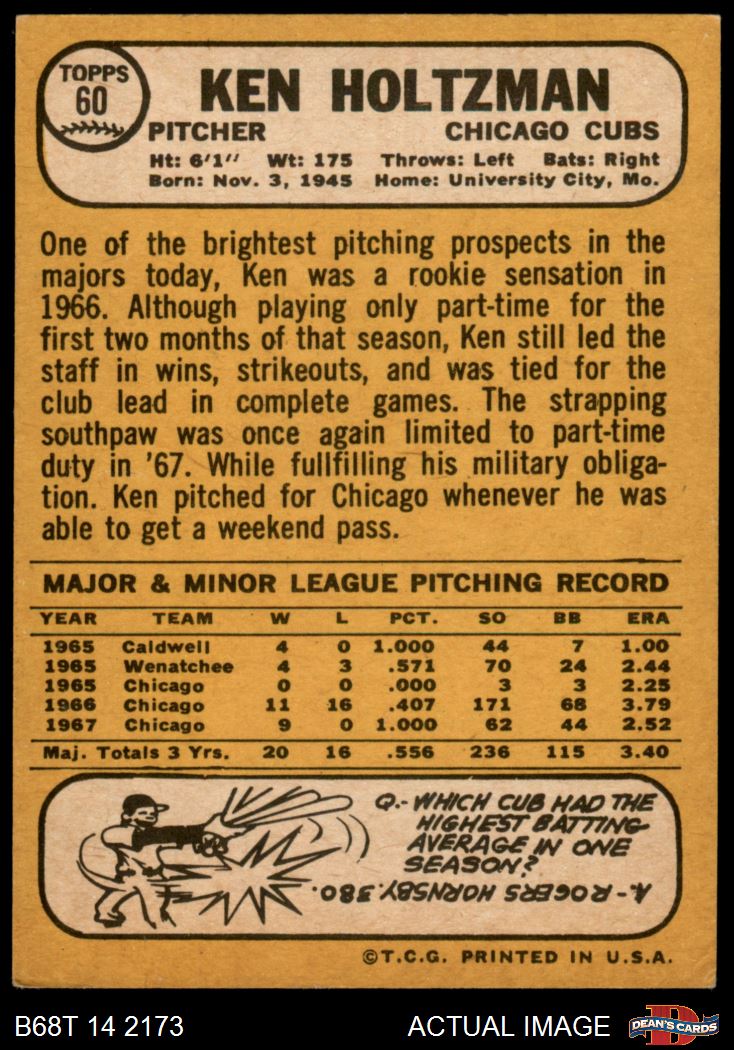 TOPPS
60
KEN HOLTZMAN
PITCHER CHICAGO CUBS
Ht: 6'1" Wt: 175 Throws: Left Bats: Right
Born: Nov. 3, 1945 Home: University City, Mo.
One of the brightest pitching prospects in the
majors today, Ken was a rookie sensation in
1966. Although playing only part-time for the
first two months of that season, Ken still led the
staff in wins, strikeouts, and was tied for the
club lead in complete games. The strapping
southpaw was once again limited to part-time
duty in '67. While fullfilling his military obliga-
tion. Ken pitched for Chicago whenever he was
able to get a weekend pass.
MAJOR & MINOR LEAGUE PITCHING RECORD
YEAR TEAM W L PCT. SO BB ERA
1965 Caldwell 4 0 1.000 44 7 1.00
1965 Wenatchee 4 3 .571 70 24 2.44
1965 Chicago 0 0 .000 3 3 2.25
1966 Chicago 11 16 .407 171 68 3.79
1967 Chicago 9 0 1.000 62 44 2.52
Maj. Totals 3 Yrs. 20 16 .556 236 115 3.40
Q.- WHICH CUB HAD THE
HIGHEST BATTING
AVERAGE IN ONE
SEASON?
A.- ROGERS HORNSBY .380.
©T.C.G. PRINTED IN U.S.A.
B68T 14 2173 ACTUAL IMAGE
D
DEAN'S CARDS